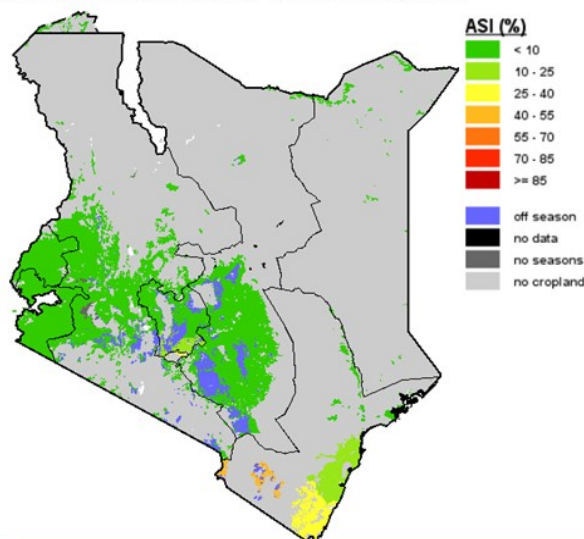 ASI (%)
< 10
10 - 25
25 - 40
40 - 55
55 - 70
70 - 85
>= 85
off season
no data
no seasons
no cropland